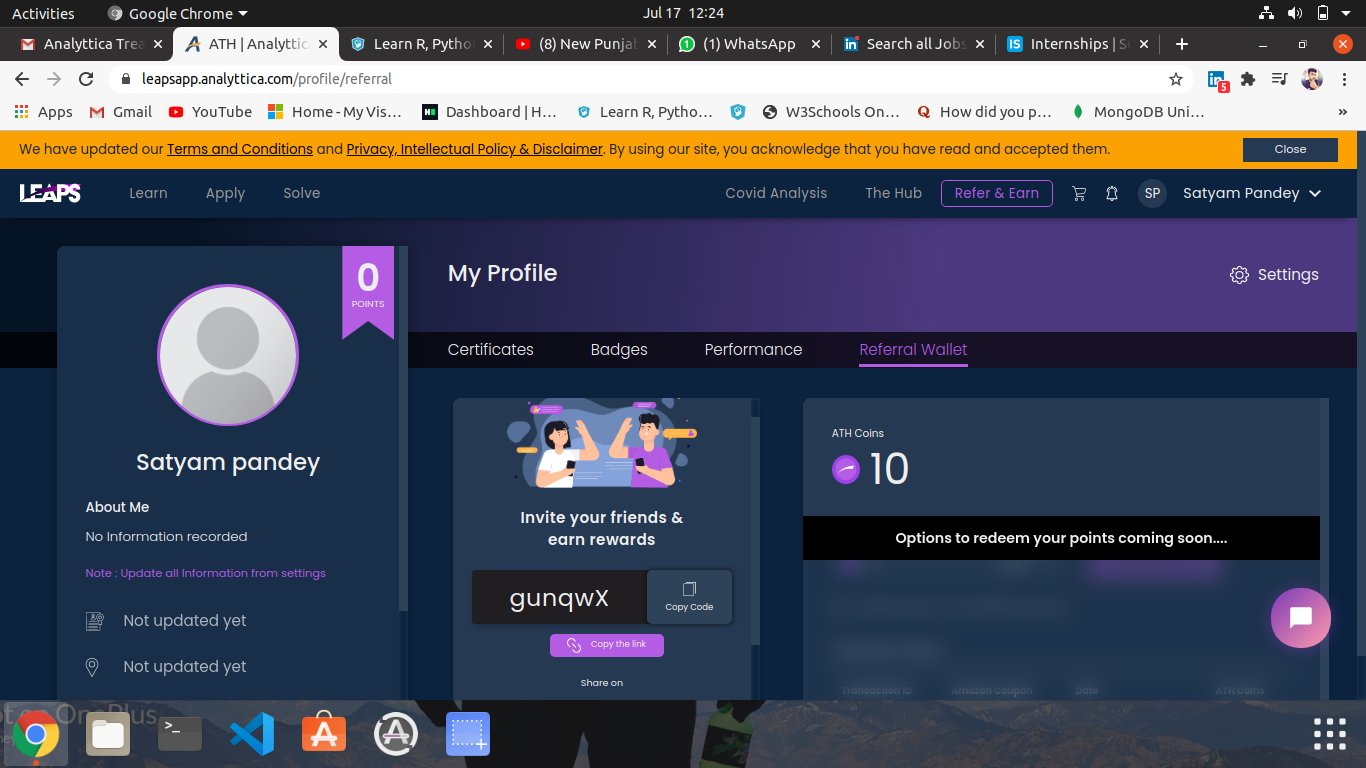 Activities
Google Chrome
Jul 17 12:24
Analyttica Trea
ATH | Analyttic
Learn R, Pytho
(8) New Punjab
(1) WhatsApp
Search all Jobs
Internships | S
leapsapp.analyttica.com/profile/referral
5
Apps
Gmail
YouTube
Home - My Vis...
Dashboard | H...
Learn R, Pytho...
W3Schools On...
How did you p...
MongoDB Uni...
We have updated our Terms and Conditions and Privacy, Intellectual Policy & Disclaimer. By using our site, you acknowledge that you have read and accepted them.
Close
LEAPS
Learn
Apply
Solve
Covid Analysis
The Hub
Refer & Earn
SP
Satyam Pandey
0
POINTS
My Profile
Settings
Certificates
Badges
Performance
Referral Wallet
Satyam pandey
About Me
No Information recorded
Note : Update all Information from settings
Not updated yet
Not updated yet
Invite your friends &
earn rewards
gunqwX
Copy Code
Copy the link
Share on
ATH Coins
10
Options to redeem your points coming soon....
Transaction ID
Amazon Coupon
Date
ATH Coins
on OnePlus